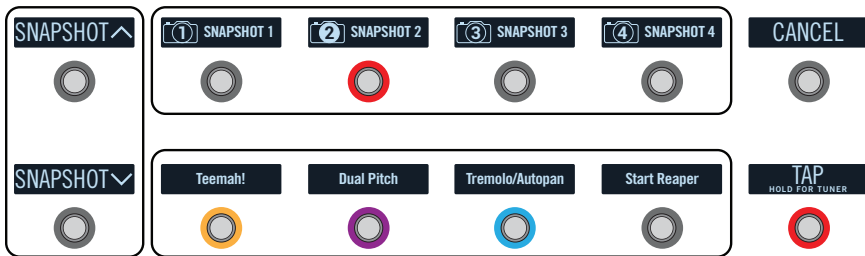 SNAPSHOT
1 SNAPSHOT 1
2 SNAPSHOT 2
3 SNAPSHOT 3
4 SNAPSHOT 4
CANCEL
SNAPSHOT
Teemah!
Dual Pitch
Tremolo/Autopan
Start Reaper
TAP
HOLD FOR TUNER